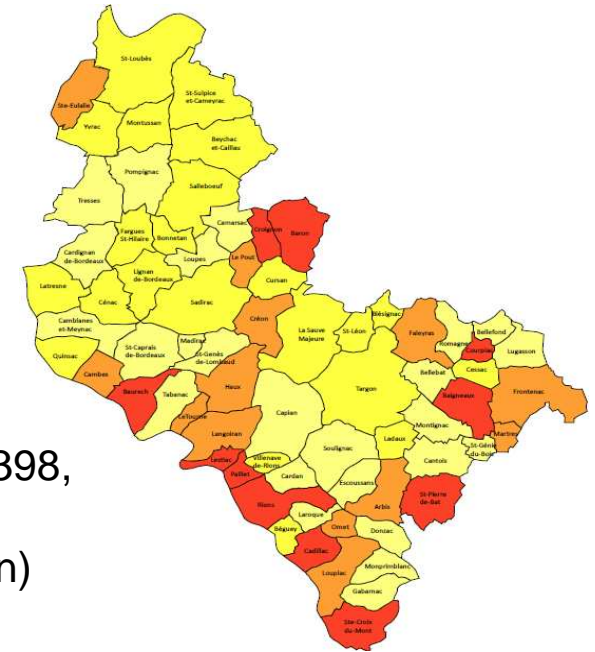 St-Loubès
Ste-Eulalie
St-Sulpice
et-Cameyrac
Yvrac
Montussan
Beychac
et-Caillau
Pompignac
Salleboeuf
Tresses
Camarsac
Croignon
Baron
Fargues
St-Hilaire
Bonnetan
Cardignan
de-Bordeaux
Loupes
Le Pout
Lignan
de-Bordeaux
Cursan
Latresne
Cénac
Sadirac
Créon
La Sauve
Majeure
St-Léon
Blésignac
Faleyras
Bellefond
Romagne
Courpiac
Lugasson
Camblanes
et-Meynac
Madirac
St-Caprais
de-Bordeaux
St-Genès
de-Lombaud
Quinsac
Cambes
Bellebat
Cessac
Targon
Haux
Baurech
Tabanac
Baigneaux
Frontenac
Capian
LeTourne
Montignac
Langoiran
Martres
Ladaux
Soulignac
St-Génis
du-Bois
Lestiac
Villenave
de-Rions
Cantois
Paillet
Cardan
Escoussans
898,
St-Pierre
de-Bat
Rions
Arbis
Laroque
Omet
Béguey
Donzac
Cadillac
n)
Monprimblanc
Loupiac
Gabarnac
Ste-Croix
du-Mont